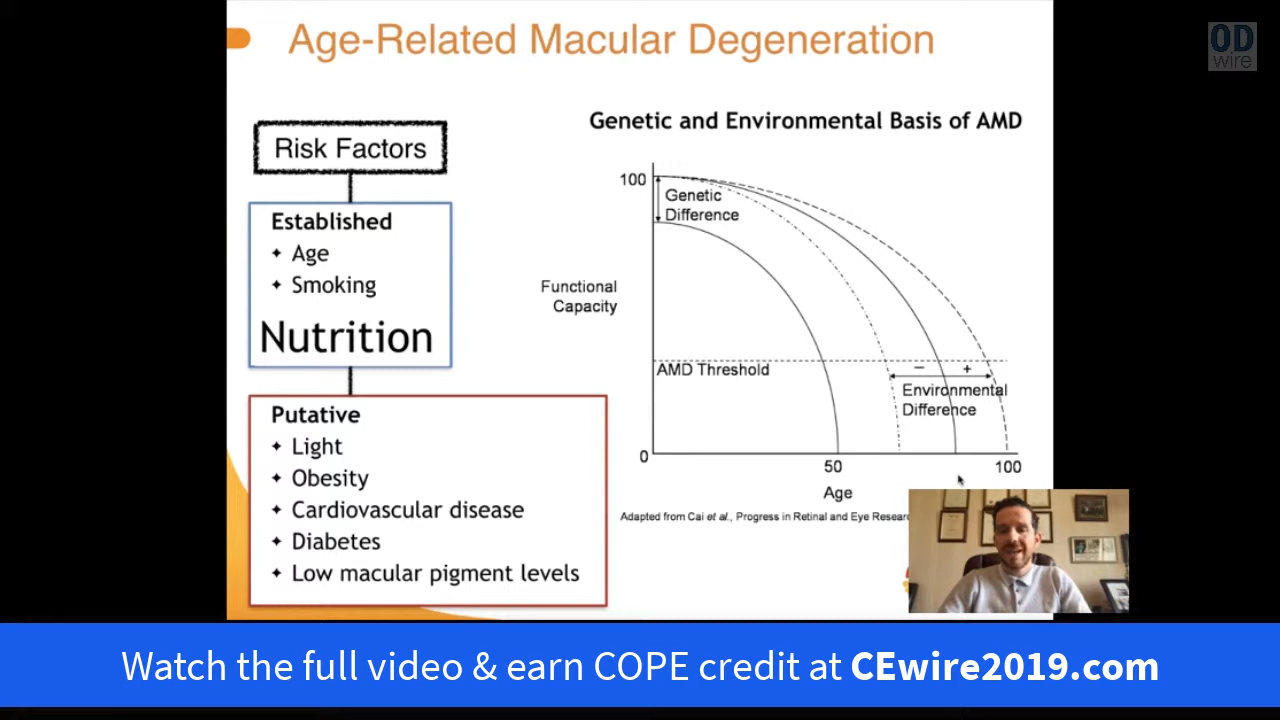 Age-Related Macular Degeneration
OD
wire
Risk Factors
Established
✦ Age
✦ Smoking
Nutrition
Putative
✦ Light
✦ Obesity
✦ Cardiovascular disease
✦ Diabetes
✦ Low macular pigment levels
Genetic and Environmental Basis of AMD
100
Genetic
Difference
Functional
Capacity
AMD Threshold
− +
Environmental
Difference
0
50
100
Age
Adapted from Cai et al., Progress in Retinal and Eye
Watch the full video & earn COPE credit at CEwire2019.com